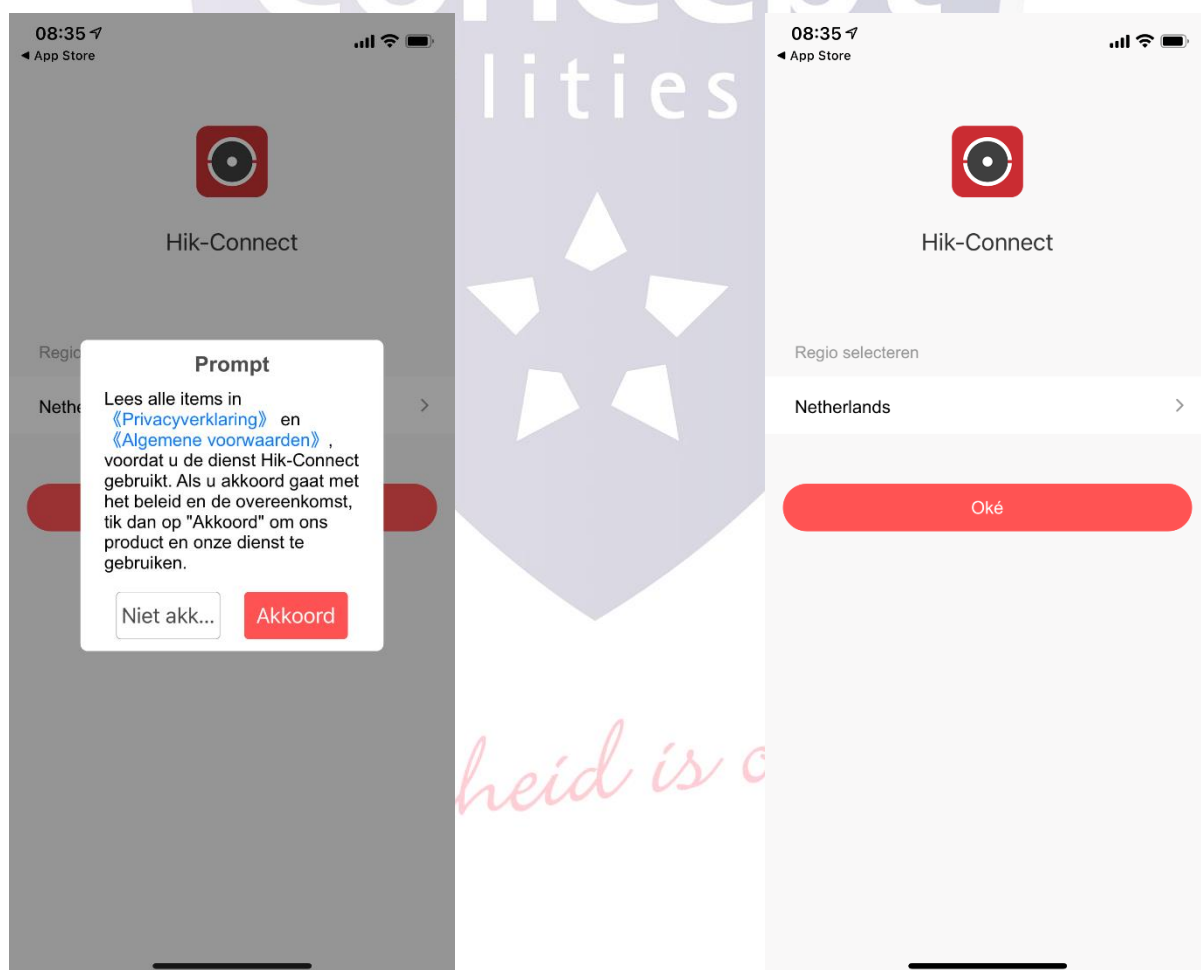 08:35
◀ App Store
Hik-Connect
Prompt
Lees alle items in
《Privacyverklaring》 en
《Algemene voorwaarden》 ,
voordat u de dienst Hik-Connect
gebruikt. Als u akkoord gaat met
het beleid en de overeenkomst,
tik dan op "Akkoord" om ons
product en onze dienst te
gebruiken.
Niet akk...
Akkoord
lities
heid is
08:35
◀ App Store
Hik-Connect
Regio selecteren
Netherlands
Oké